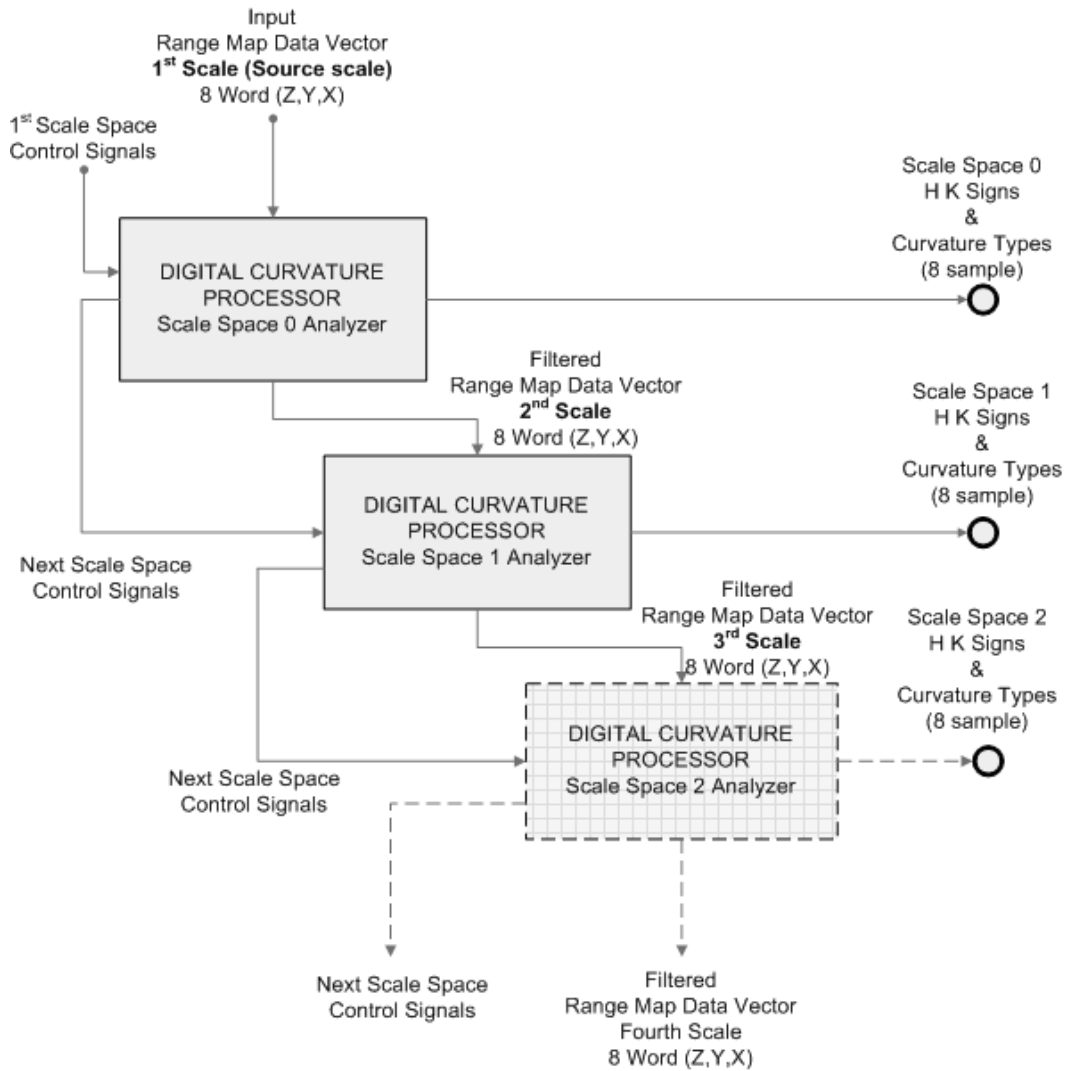 Input
Range Map Data Vector
1st Scale (Source scale)
8 Word (Z,Y,X)
1st Scale Space
Control Signals
Scale Space 0
H K Signs
&
Curvature Types
(8 sample)
DIGITAL CURVATURE
PROCESSOR
Scale Space 0 Analyzer
Filtered
Range Map Data Vector
2nd Scale
8 Word (Z,Y,X)
Scale Space 1
H K Signs
&
Curvature Types
(8 sample)
DIGITAL CURVATURE
PROCESSOR
Scale Space 1 Analyzer
Next Scale Space
Control Signals
Filtered
Range Map Data Vector
3rd Scale
8 Word (Z,Y,X)
Scale Space 2
H K Signs
&
Curvature Types
(8 sample)
DIGITAL CURVATURE
PROCESSOR
Scale Space 2 Analyzer
Next Scale Space
Control Signals
Next Scale Space
Control Signals
Filtered
Range Map Data Vector
Fourth Scale
8 Word (Z,Y,X)